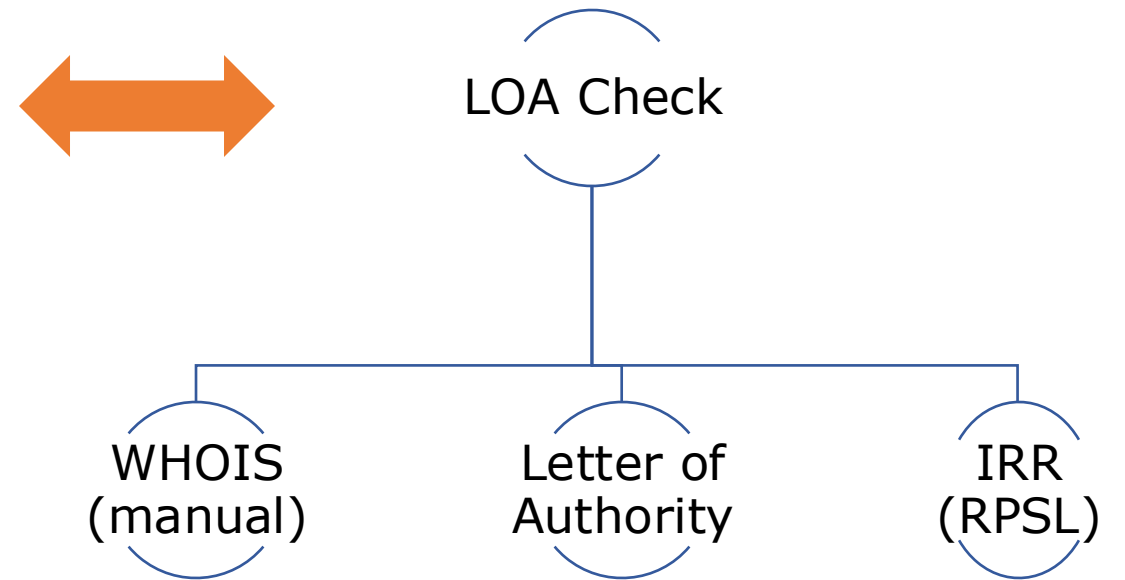 LOA Check
WHOIS
(manual)
Letter of
Authority
IRR
(RPSL)